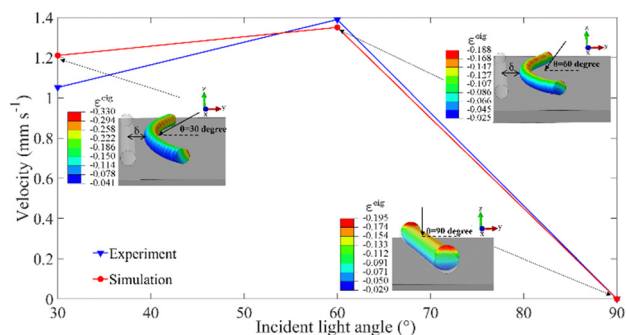 1.4
1.2
1
0.8
0.6
0.4
0.2
0
Velocity (mm s⁻¹)
30
40
50
60
70
80
90
Incident light angle (°)
Experiment
Simulation
ε^eig
-0.330
-0.294
-0.258
-0.222
-0.186
-0.150
-0.114
-0.078
-0.041
δ
θ=30 degree
z
y
x
ε^eig
-0.188
-0.168
-0.147
-0.127
-0.107
-0.086
-0.066
-0.045
-0.025
δ
θ=60 degree
z
y
x
ε^eig
-0.195
-0.174
-0.154
-0.133
-0.112
-0.091
-0.071
-0.050
-0.029
θ=90 degree
z
y
x